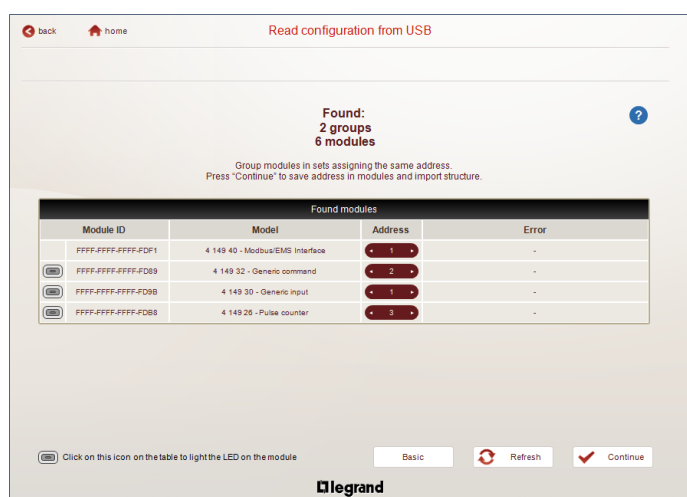 back
home
Read configuration from USB
Found:
2 groups
6 modules
?
Group modules in sets assigning the same address.
Press "Continue" to save address in modules and import structure.
Found modules
Module ID Model Address Error
FFFF-FFFF-FFFF-FDF1 4 149 40 - Modbus/EMS Interface 1 -
FFFF-FFFF-FFFF-FD89 4 149 32 - Generic command 2 -
FFFF-FFFF-FFFF-FD9B 4 149 30 - Generic input 1 -
FFFF-FFFF-FFFF-FDB8 4 149 26 - Pulse counter 3 -
Click on this icon on the table to light the LED on the module
Basic
Refresh
Continue
legrand